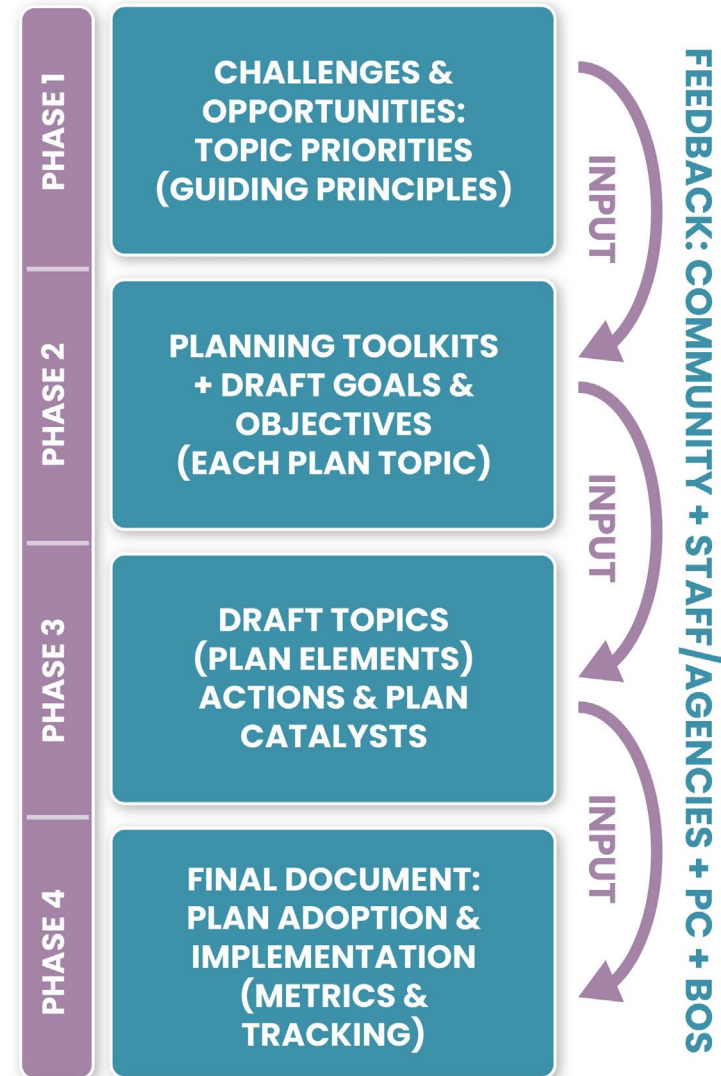 PHASE 1
CHALLENGES &
OPPORTUNITIES:
TOPIC PRIORITIES
(GUIDING PRINCIPLES)
INPUT
PHASE 2
PLANNING TOOLKITS
+ DRAFT GOALS &
OBJECTIVES
(EACH PLAN TOPIC)
INPUT
PHASE 3
DRAFT TOPICS
(PLAN ELEMENTS)
ACTIONS & PLAN
CATALYSTS
INPUT
PHASE 4
FINAL DOCUMENT:
PLAN ADOPTION &
IMPLEMENTATION
(METRICS &
TRACKING)
FEEDBACK: COMMUNITY + STAFF/AGENCIES + PC + BOS